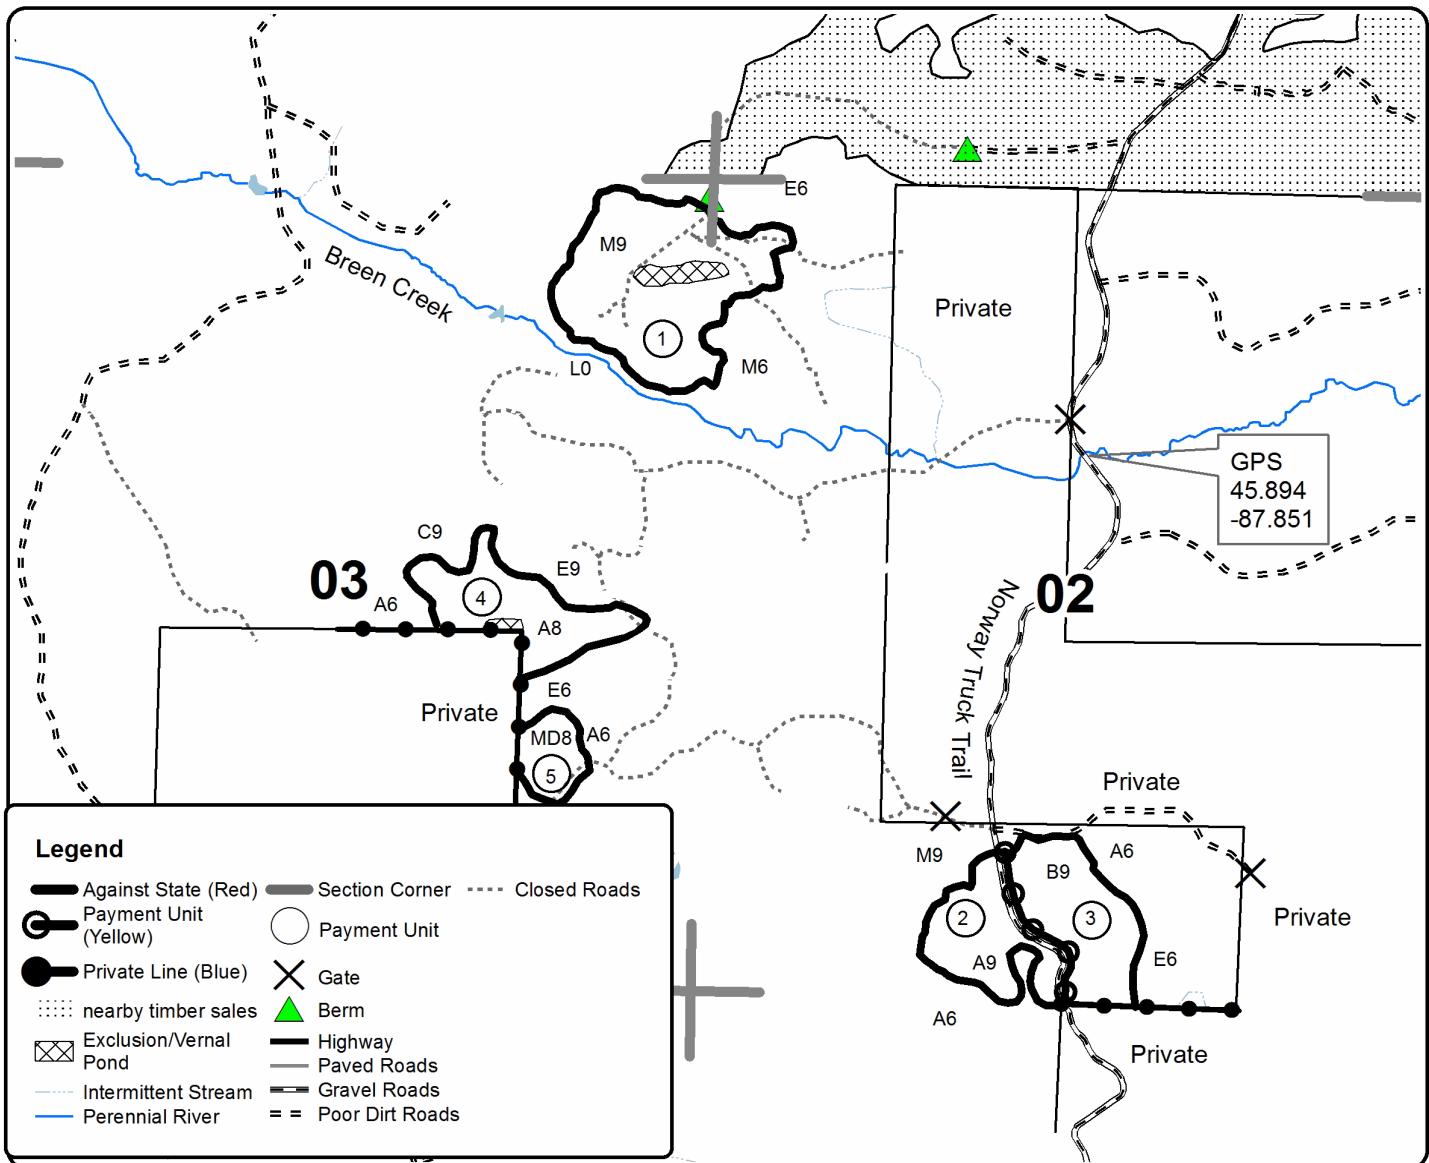 E6
M9
Breen Creek
Private
1
L0
M6
GPS
45.894
-87.851
C9
03
E9
4
A6
A8
02
Norway Truck Trail
E6
Private
MD8
A6
5
Private
M9
A6
B9
2
3
Private
A9
E6
A6
Private
Legend
Against State (Red)
Section Corner
Closed Roads
Payment Unit
(Yellow)
Payment Unit
Private Line (Blue)
Gate
nearby timber sales
Berm
Exclusion/Vernal
Pond
Highway
Paved Roads
Intermittent Stream
Gravel Roads
Perennial River
Poor Dirt Roads